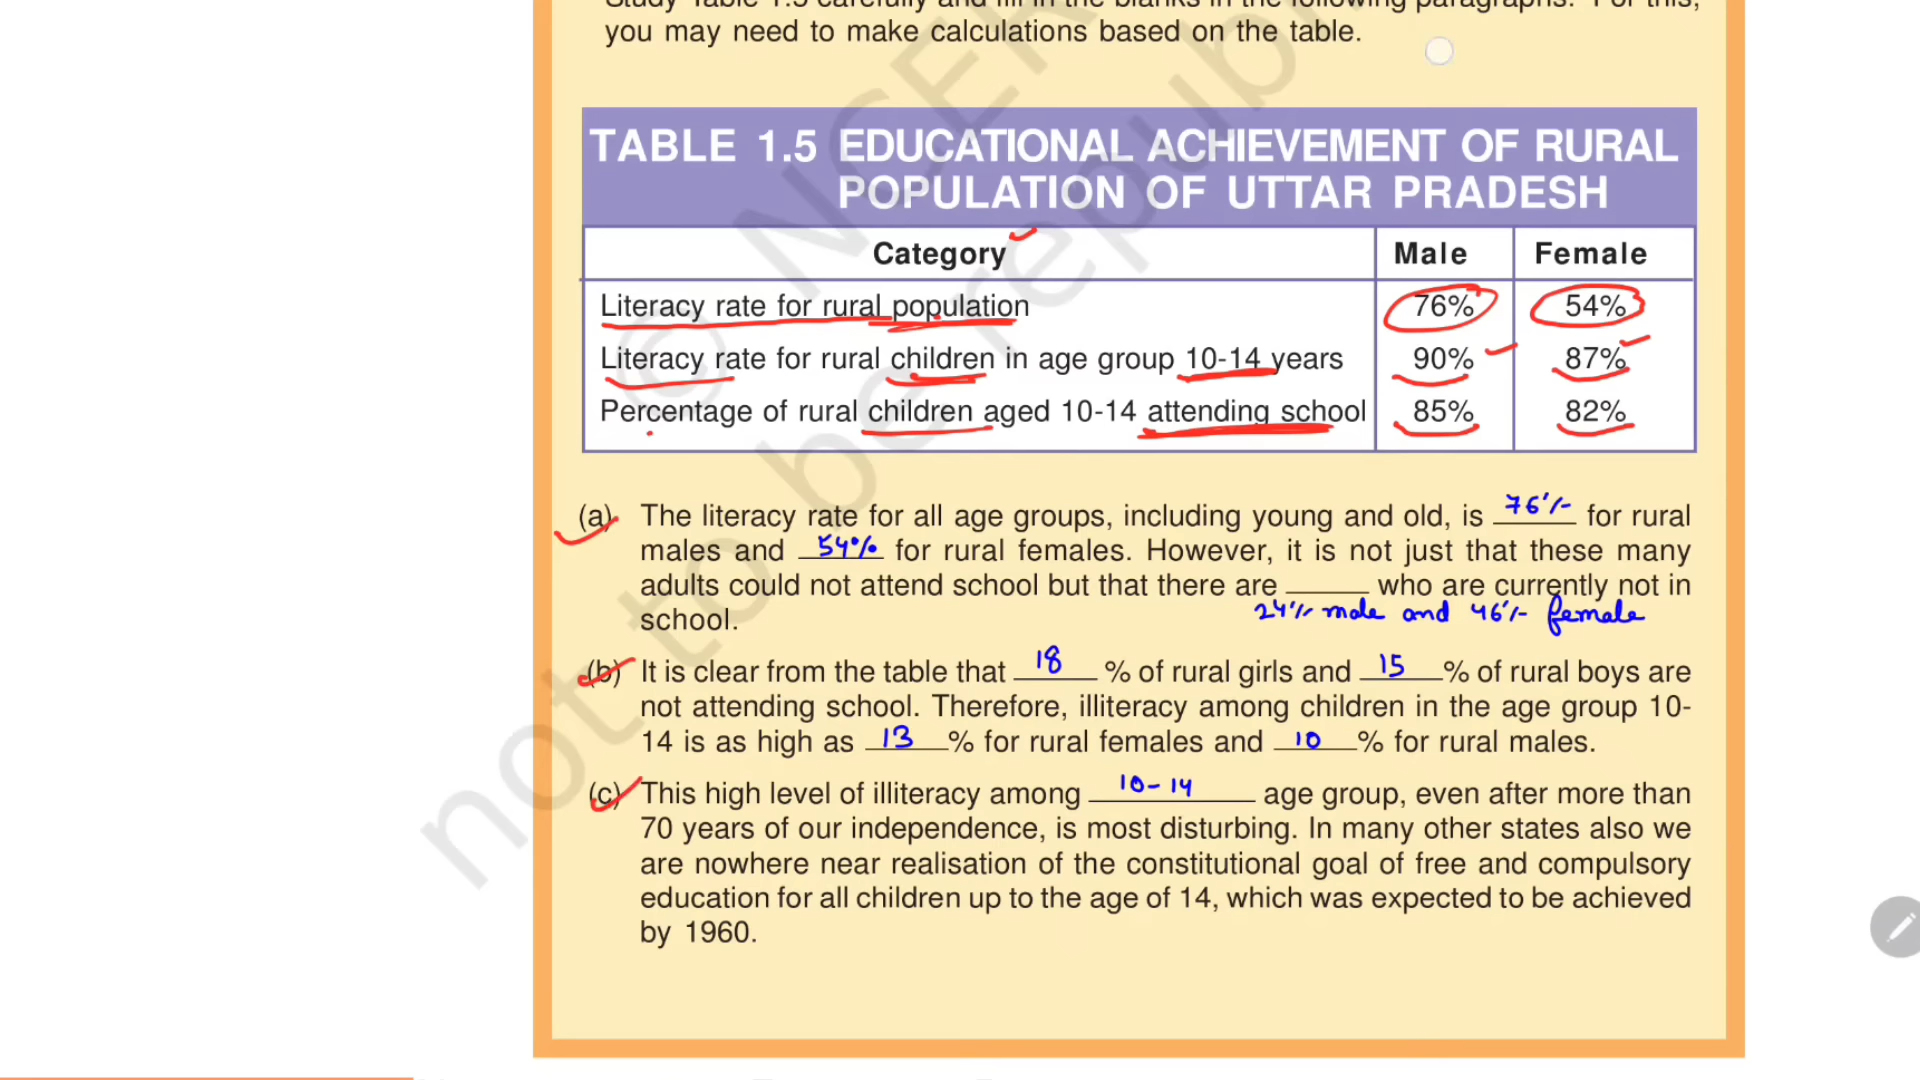 you may need to make calculations based on the table.
TABLE 1.5 EDUCATIONAL ACHIEVEMENT OF RURAL
POPULATION OF UTTAR PRADESH
Category Male Female
Literacy rate for rural population 76% 54%
Literacy rate for rural children in age group 10-14 years 90% 87%
Percentage of rural children aged 10-14 attending school 85% 82%
(a) The literacy rate for all age groups, including young and old, is 76% for rural
males and 54% for rural females. However, it is not just that these many
adults could not attend school but that there are ______ who are currently not in
24% male and 46% female
school.
(b) It is clear from the table that 18 % of rural girls and 15 % of rural boys are
not attending school. Therefore, illiteracy among children in the age group 10-
14 is as high as 13 % for rural females and 10 % for rural males.
(c) This high level of illiteracy among 10-14 age group, even after more than
70 years of our independence, is most disturbing. In many other states also we
are nowhere near realisation of the constitutional goal of free and compulsory
education for all children up to the age of 14, which was expected to be achieved
by 1960.
© NCER
not to be republ